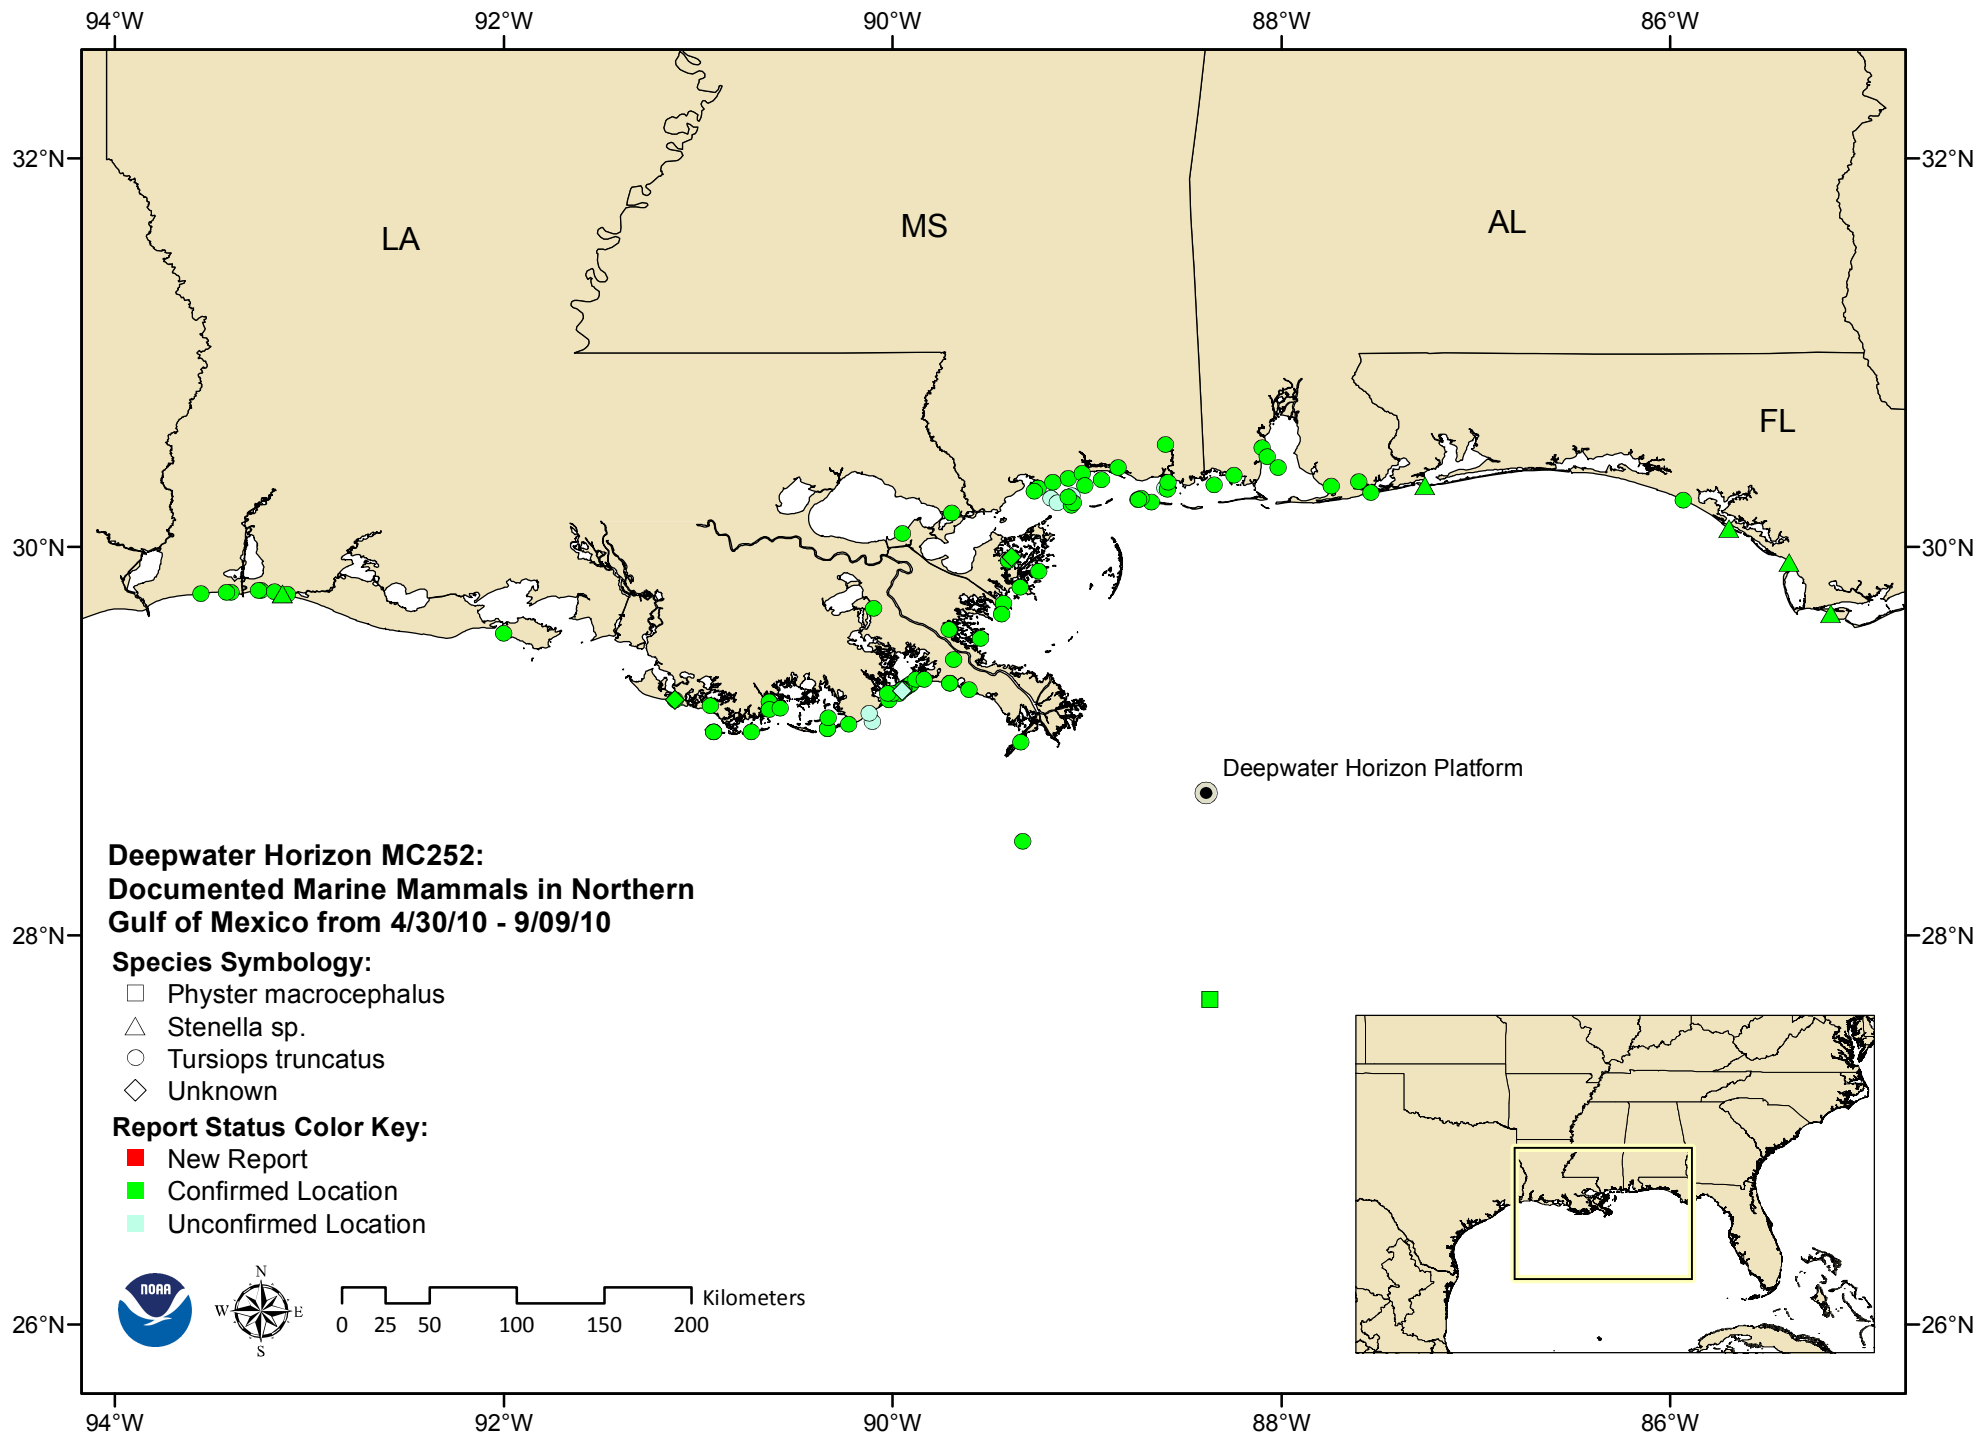 94°W 92°W 90°W 88°W 86°W
32°N 32°N
LA MS AL
FL
30°N 30°N
Deepwater Horizon Platform
Deepwater Horizon MC252:
Documented Marine Mammals in Northern
Gulf of Mexico from 4/30/10 - 9/09/10
28°N 28°N
Species Symbology:
Physter macrocephalus
Stenella sp.
Tursiops truncatus
Unknown
Report Status Color Key:
New Report
Confirmed Location
Unconfirmed Location
NOAA
N
W E
S
Kilometers
0 25 50 100 150 200
26°N 26°N
94°W 92°W 90°W 88°W 86°W